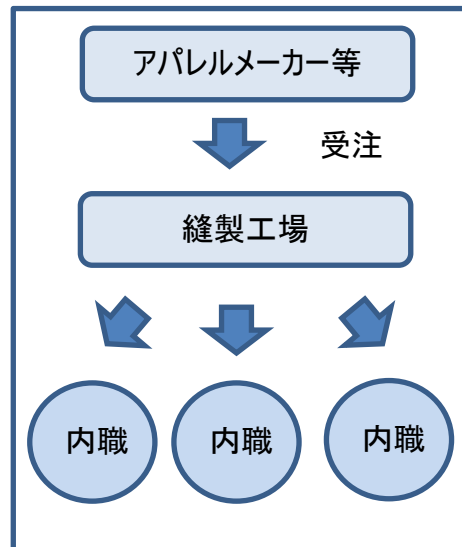 アパレルメーカー等
受注
縫製工場
内職
内職
内職